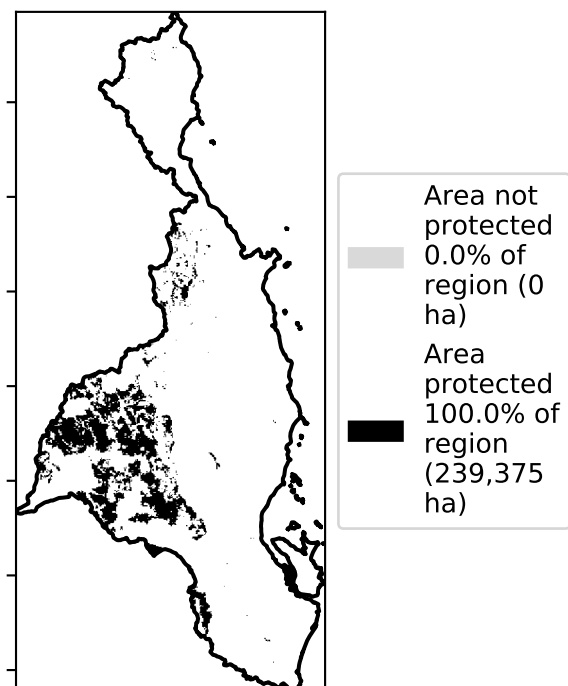 Area not
protected
0.0% of
region (0
ha)
Area
protected
100.0% of
region
(239,375
ha)